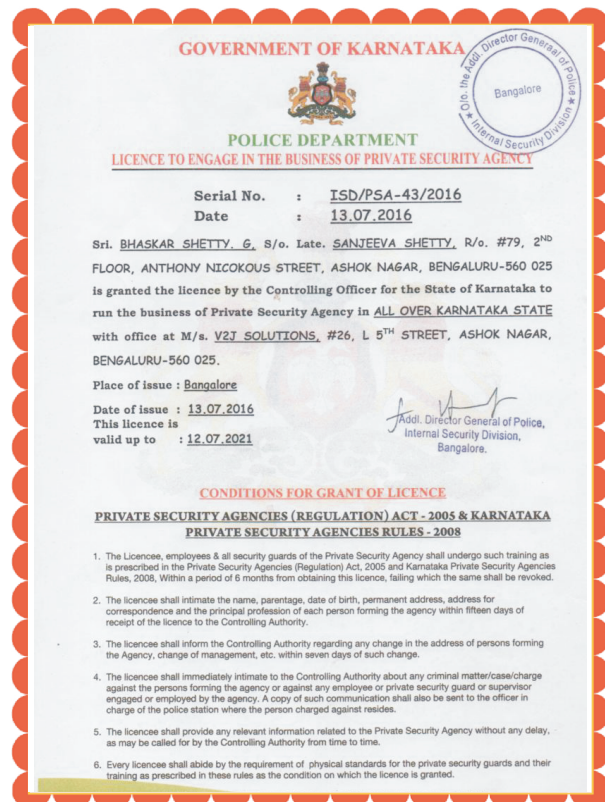 GOVERNMENT OF KARNATAKA
O/o. the Addl. Director Generaal of Police
Bangalore
★ Internal Security Division ★
POLICE DEPARTMENT
LICENCE TO ENGAGE IN THE BUSINESS OF PRIVATE SECURITY AGENCY
Serial No. : ISD/PSA-43/2016
Date : 13.07.2016
Sri. BHASKAR SHETTY. G, S/o. Late. SANJEEVA SHETTY, R/o. #79, 2ND
FLOOR, ANTHONY NICOKOUS STREET, ASHOK NAGAR, BENGALURU-560 025
is granted the licence by the Controlling Officer for the State of Karnataka to
run the business of Private Security Agency in ALL OVER KARNATAKA STATE
with office at M/s. V2J SOLUTIONS, #26, L 5TH STREET, ASHOK NAGAR,
BENGALURU-560 025.
Place of issue : Bangalore
Date of issue : 13.07.2016
This licence is
valid up to : 12.07.2021
Addl. Director General of Police,
Internal Security Division,
Bangalore.
CONDITIONS FOR GRANT OF LICENCE
PRIVATE SECURITY AGENCIES (REGULATION) ACT - 2005 & KARNATAKA
PRIVATE SECURITY AGENCIES RULES - 2008
1. The Licencee, employees & all security guards of the Private Security Agency shall undergo such training as
is prescribed in the Private Security Agencies (Regulation) Act, 2005 and Karnataka Private Security Agencies
Rules, 2008, Within a period of 6 months from obtaining this licence, failing which the same shall be revoked.
2. The licencee shall intimate the name, parentage, date of birth, permanent address, address for
correspondence and the principal profession of each person forming the agency within fifteen days of
receipt of the licence to the Controlling Authority.
3. The licencee shall inform the Controlling Authority regarding any change in the address of persons forming
the Agency, change of management, etc. within seven days of such change.
4. The licencee shall immediately intimate to the Controlling Authority about any criminal matter/case/charge
against the persons forming the agency or against any employee or private security guard or supervisor
engaged or employed by the agency. A copy of such communication shall also be sent to the officer in
charge of the police station where the person charged against resides.
5. The licencee shall provide any relevant information related to the Private Security Agency without any delay,
as may be called for by the Controlling Authority from time to time.
6. Every licencee shall abide by the requirement of physical standards for the private security guards and their
training as prescribed in these rules as the condition on which the licence is granted.